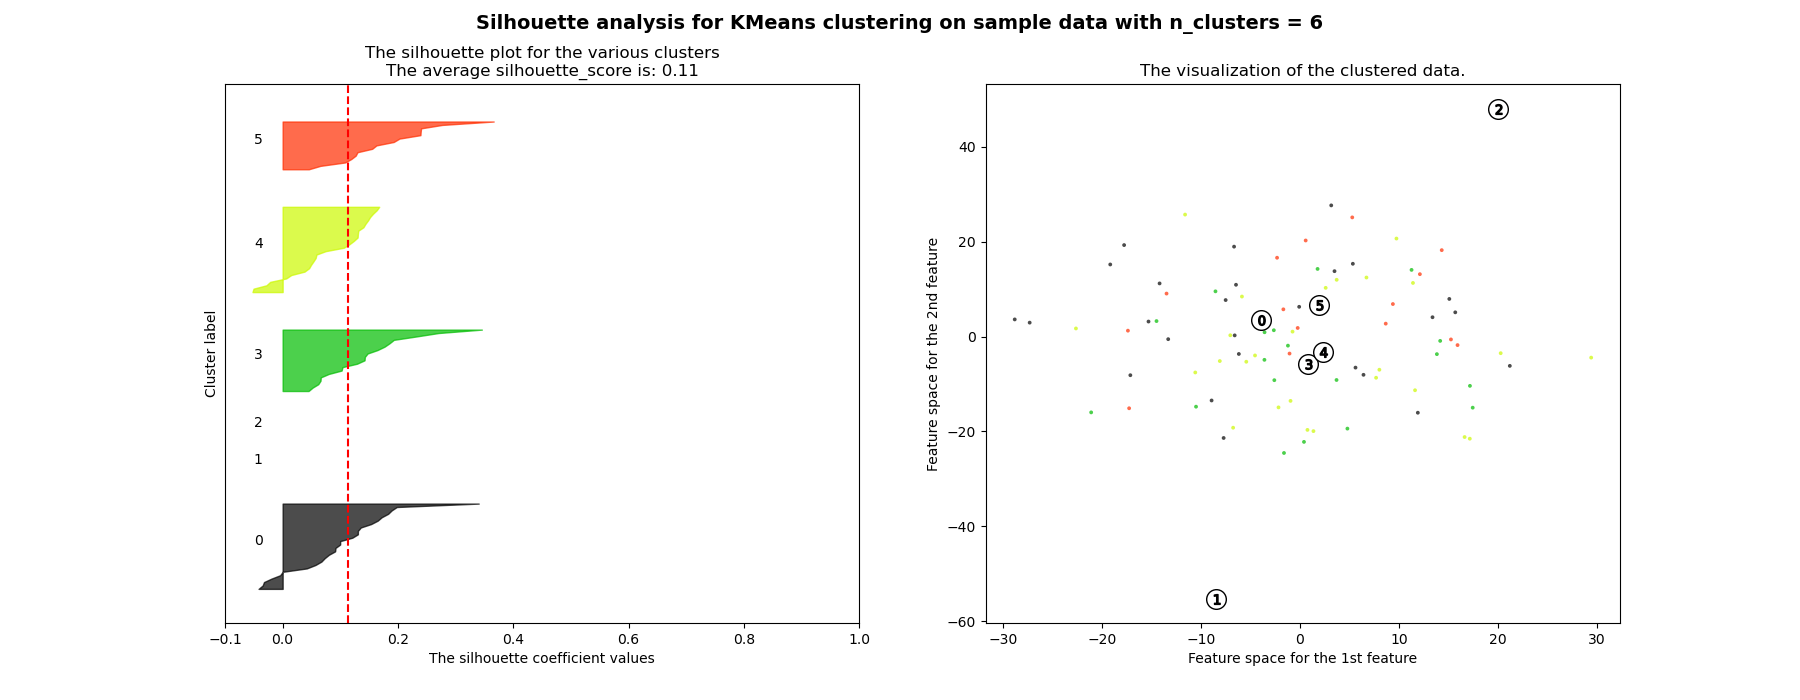 Silhouette analysis for KMeans clustering on sample data with n_clusters = 6
The silhouette plot for the various clusters
The average silhouette_score is: 0.11
Cluster label
5
4
3
2
1
0
−0.1 0.0 0.2 0.4 0.6 0.8 1.0
The silhouette coefficient values
The visualization of the clustered data.
Feature space for the 2nd feature
40
20
0
−20
−40
−60
2
5
0
4
3
1
−30 −20 −10 0 10 20 30
Feature space for the 1st feature